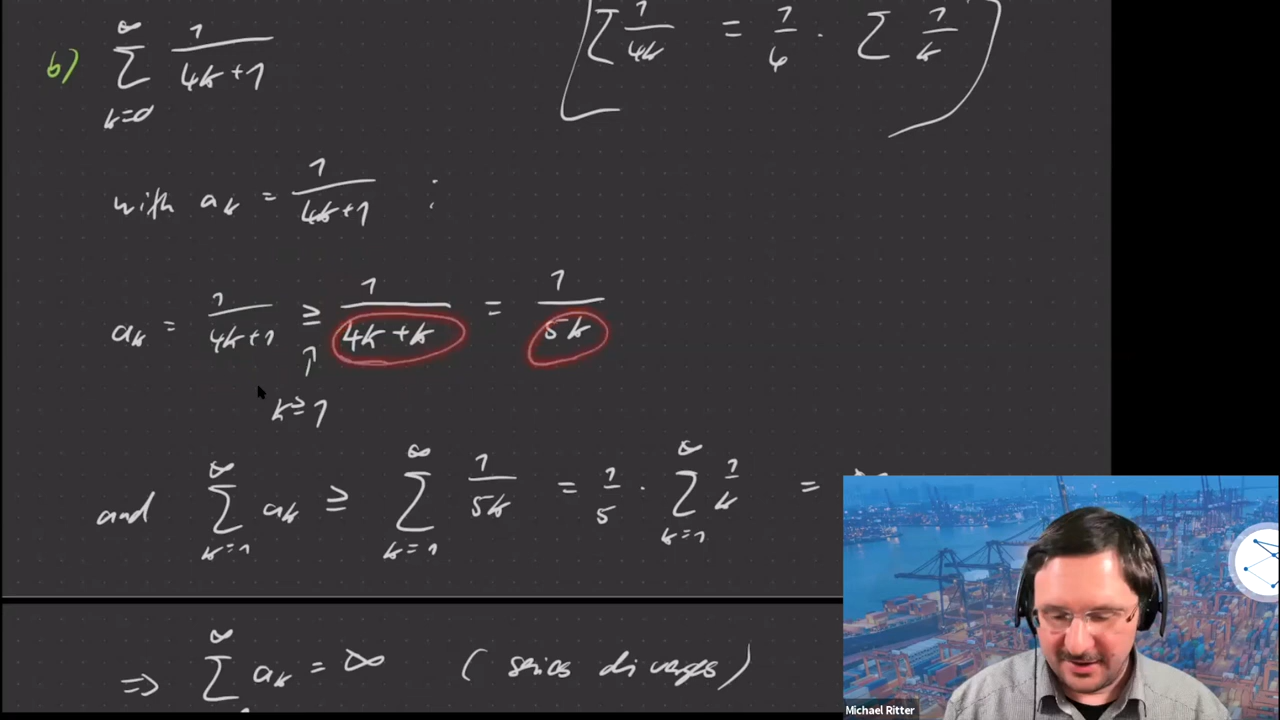 [ ∑ 1/4k = 1/4 · ∑ 1/k ]
b) ∑_{k=0}^{∞} 1/(4k+1)
with a_k = 1/(4k+1) :
a_k = 1/(4k+1) ≥ 1/(4k+k) = 1/5k
↑
k≥1
and ∑_{k=1}^{∞} a_k ≥ ∑_{k=1}^{∞} 1/5k = 1/5 · ∑_{k=1}^{∞} 1/k = ∞
⇒ ∑^{∞} a_k = ∞ (series diverges)
Michael Ritter